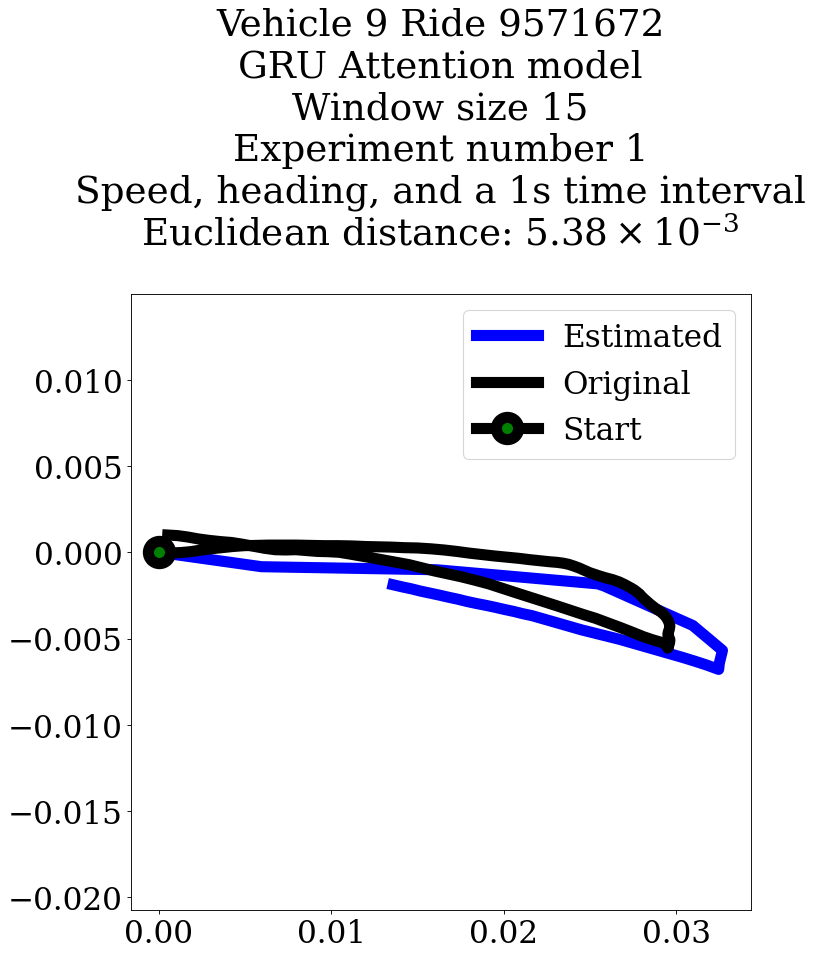 Vehicle 9 Ride 9571672
GRU Attention model
Window size 15
Experiment number 1
Speed, heading, and a 1s time interval
Euclidean distance: 5.38 × 10⁻³
Estimated
Original
Start
0.010
0.005
0.000
−0.005
−0.010
−0.015
−0.020
0.00 0.01 0.02 0.03